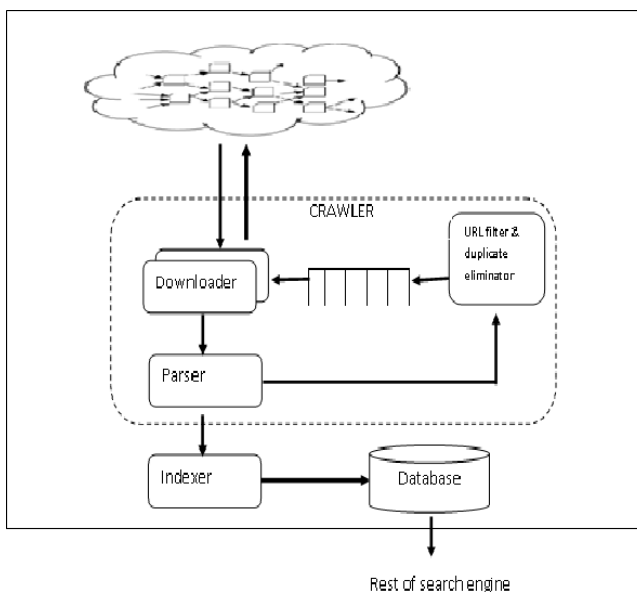 CRAWLER
URL filter &
duplicate
eliminator
Downloader
Parser
Indexer
Database
Rest of search engine